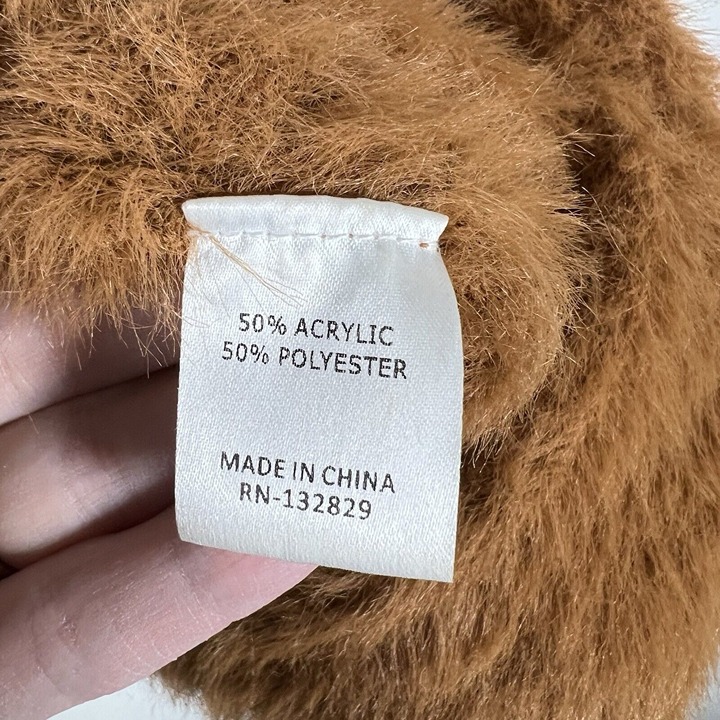 50% ACRYLIC
50% POLYESTER
MADE IN CHINA
RN-132829